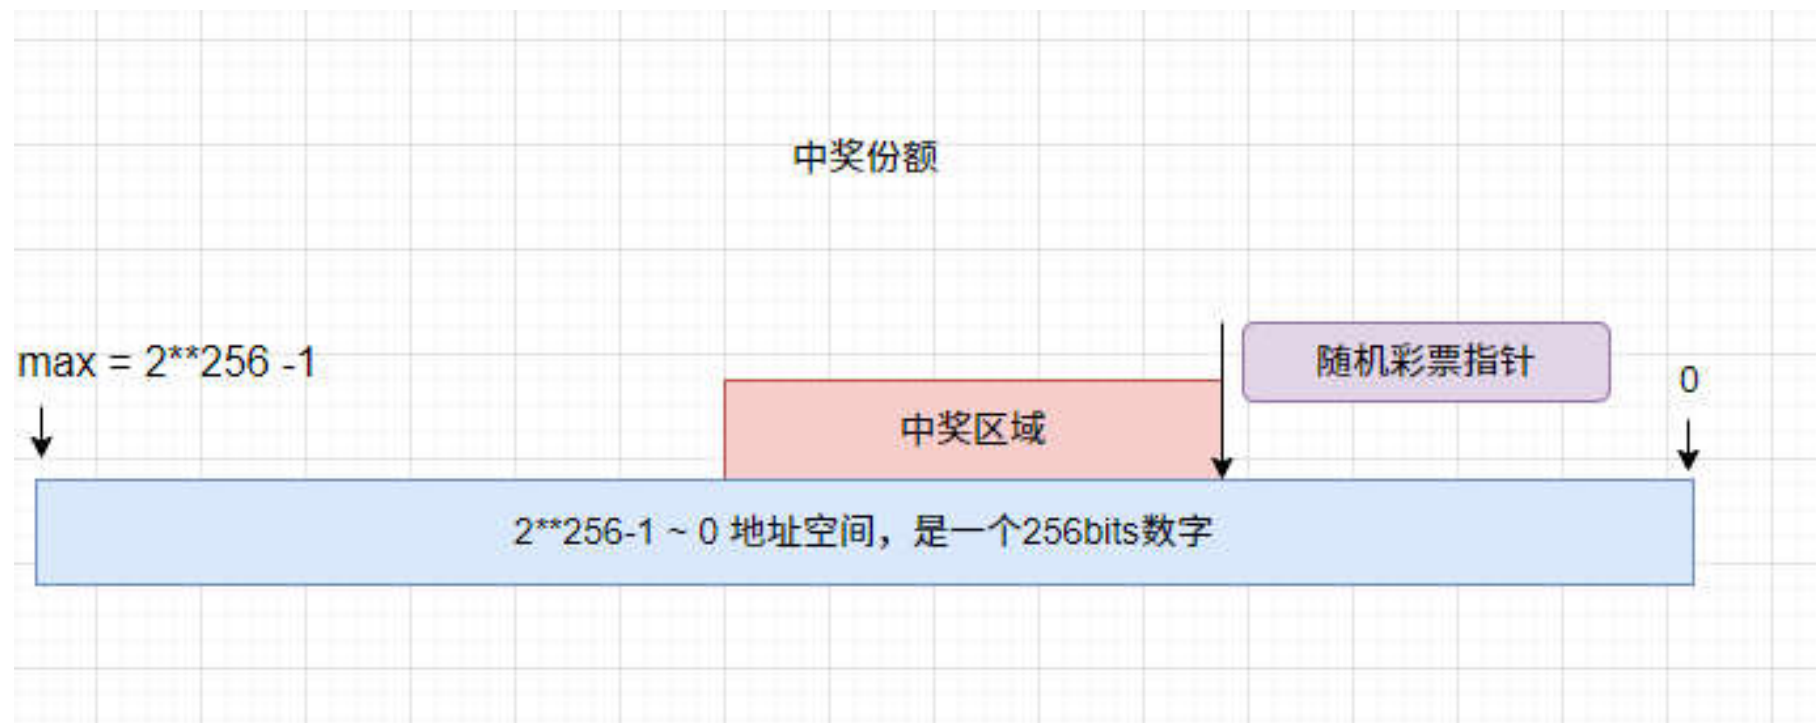 中奖份额
max = 2**256 -1
随机彩票指针
0
中奖区域
2**256-1 ~ 0 地址空间，是一个256bits数字